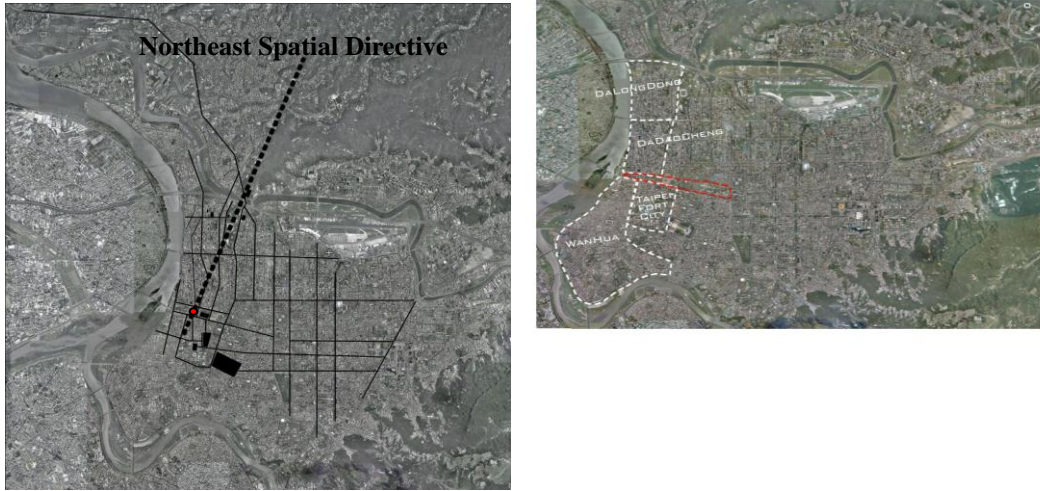 Northeast Spatial Directive
DALONGDONG
DADAOCHENG
TAIPEI
FORT
CITY
WANHUA